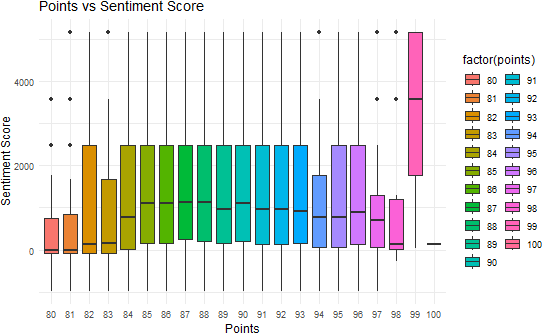 Points vs Sentiment Score
Sentiment Score
4000
2000
0
80 81 82 83 84 85 86 87 88 89 90 91 92 93 94 95 96 97 98 99 100
Points
factor(points)
80 91
81 92
82 93
83 94
84 95
85 96
86 97
87 98
88 99
89 100
90